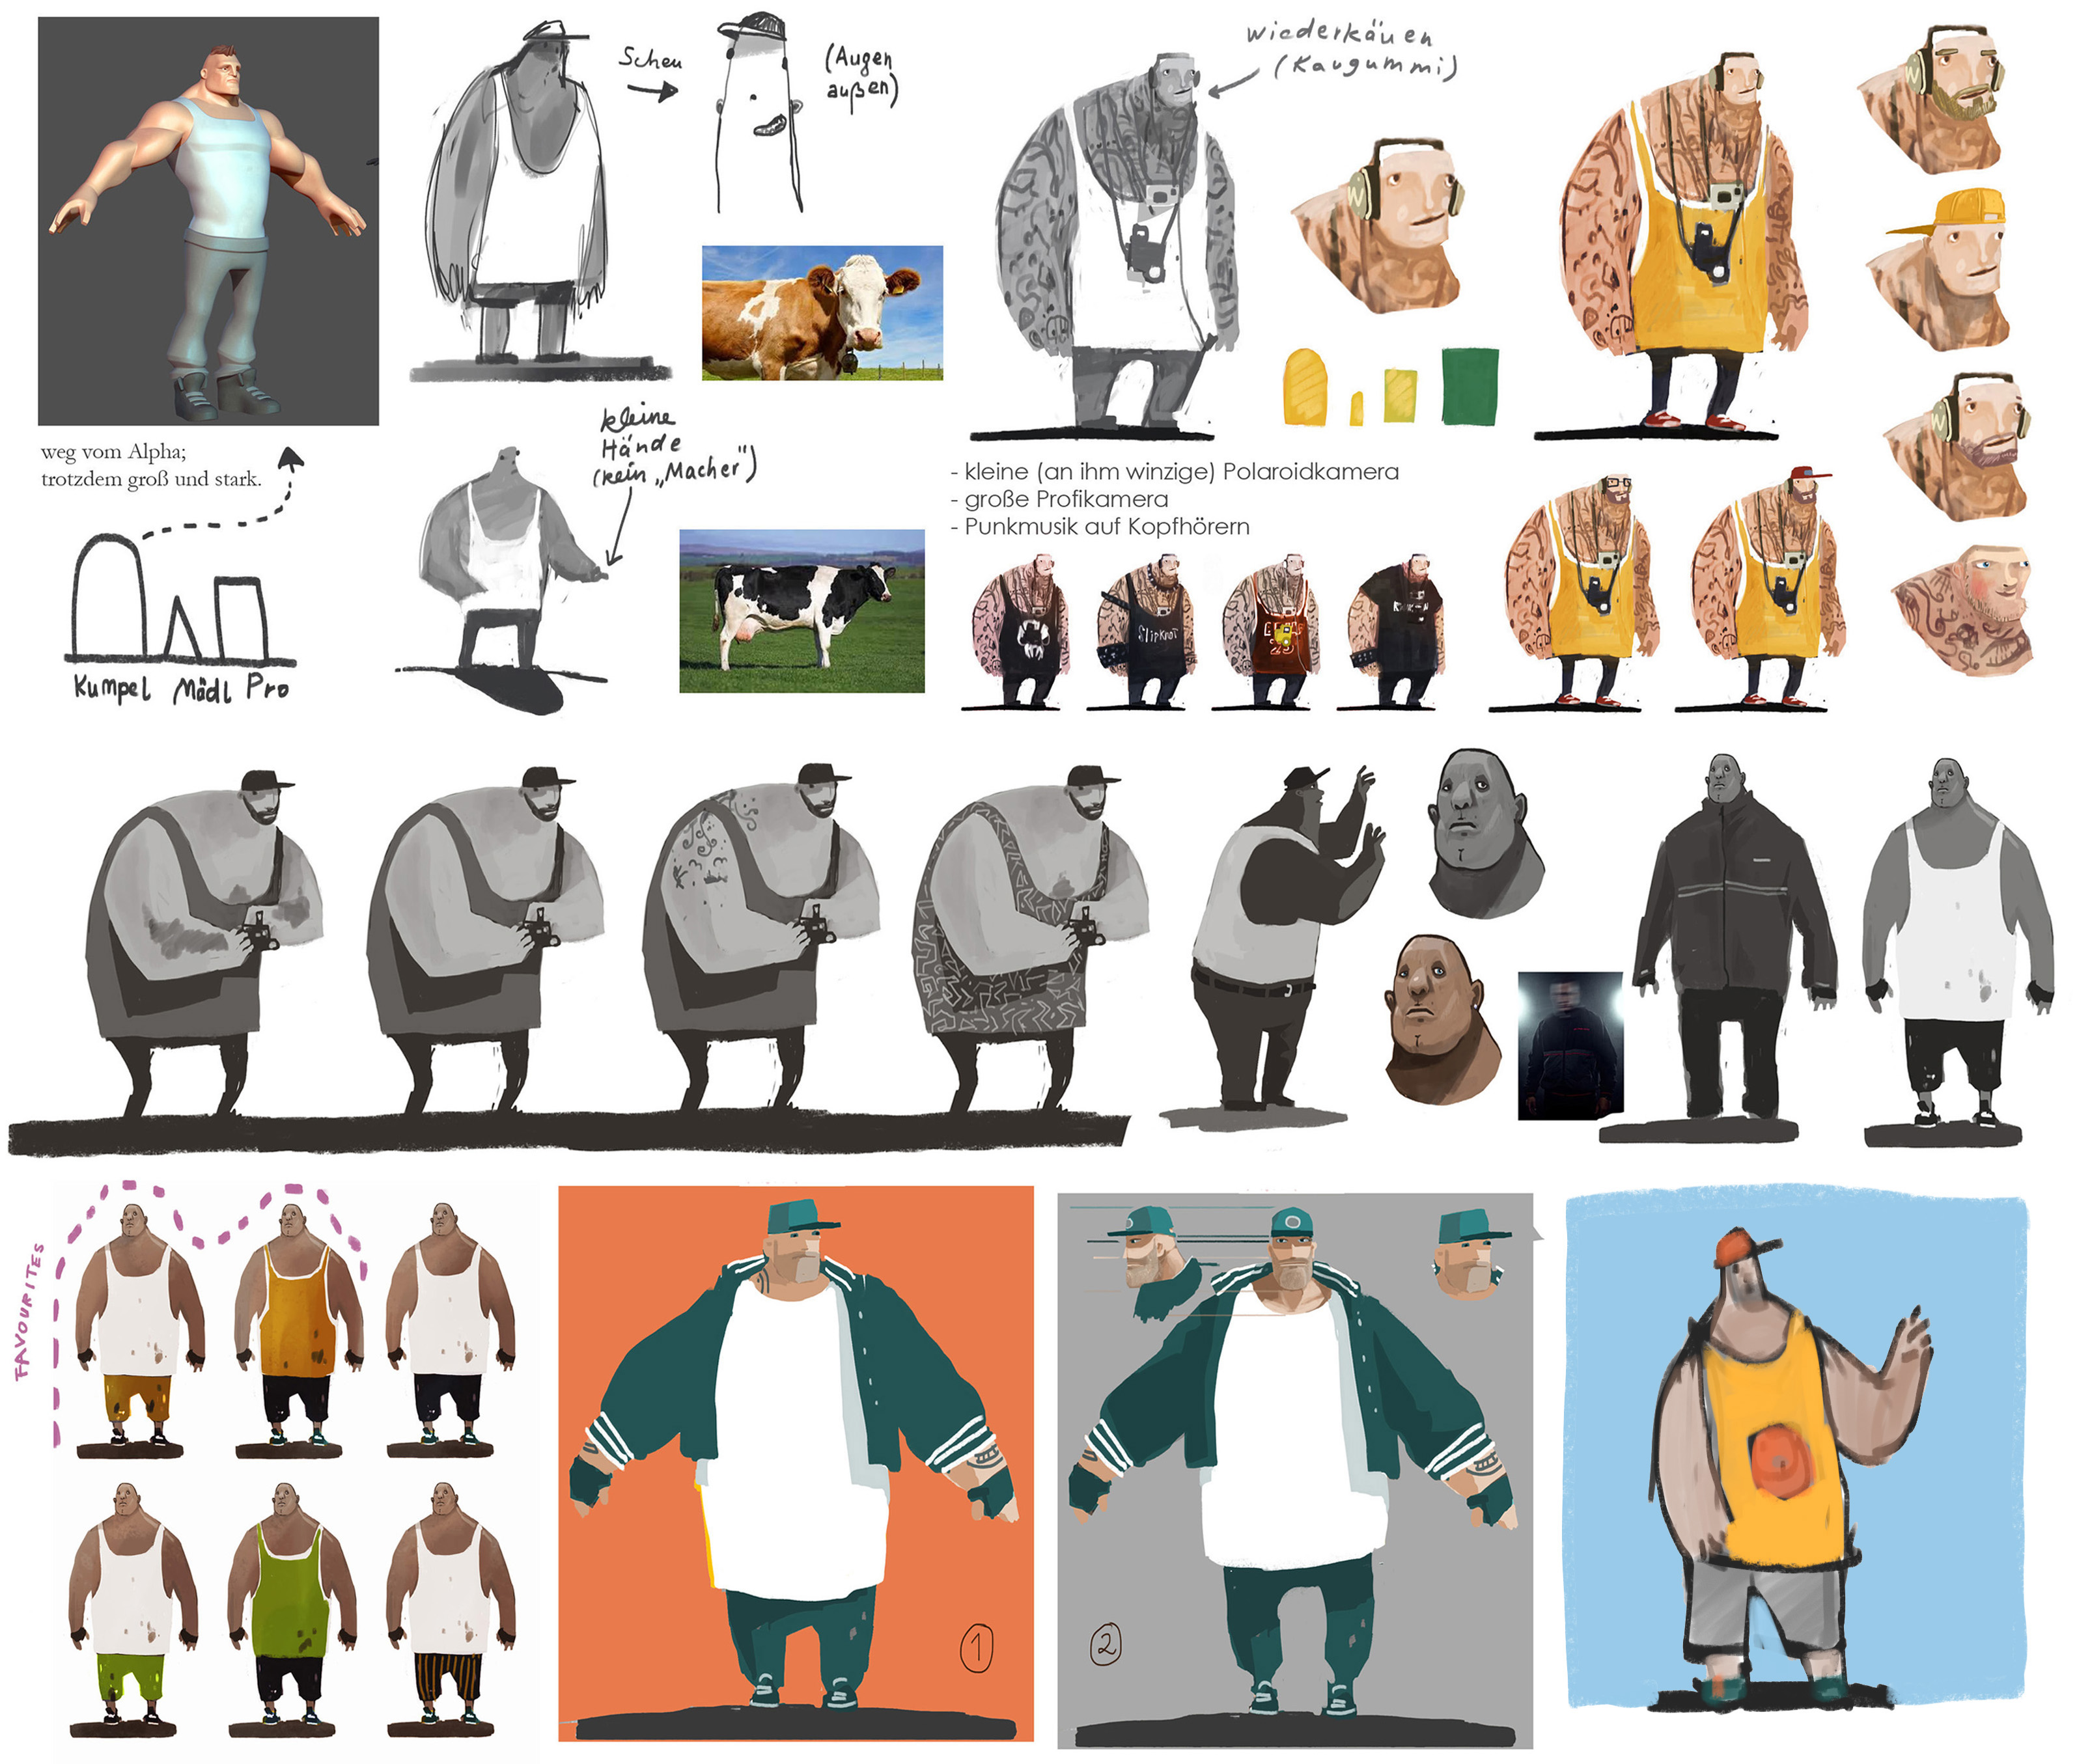 Scheu
(Augen
außen)
wiederkäuen
(Kaugummi)
W
W
W
weg vom Alpha;
trotzdem groß und stark.
Kumpel Mädl Pro
kleine
Hände
(kein „Macher")
- kleine (an ihm winzige) Polaroidkamera
- große Profikamera
- Punkmusik auf Kopfhörern
SlipKnoT
23
FAVOURITES
1
2